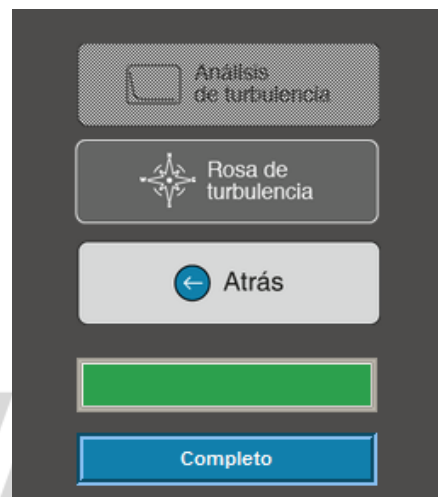 Análisis
de turbulencia
Rosa de
turbulencia
Atrás
Completo